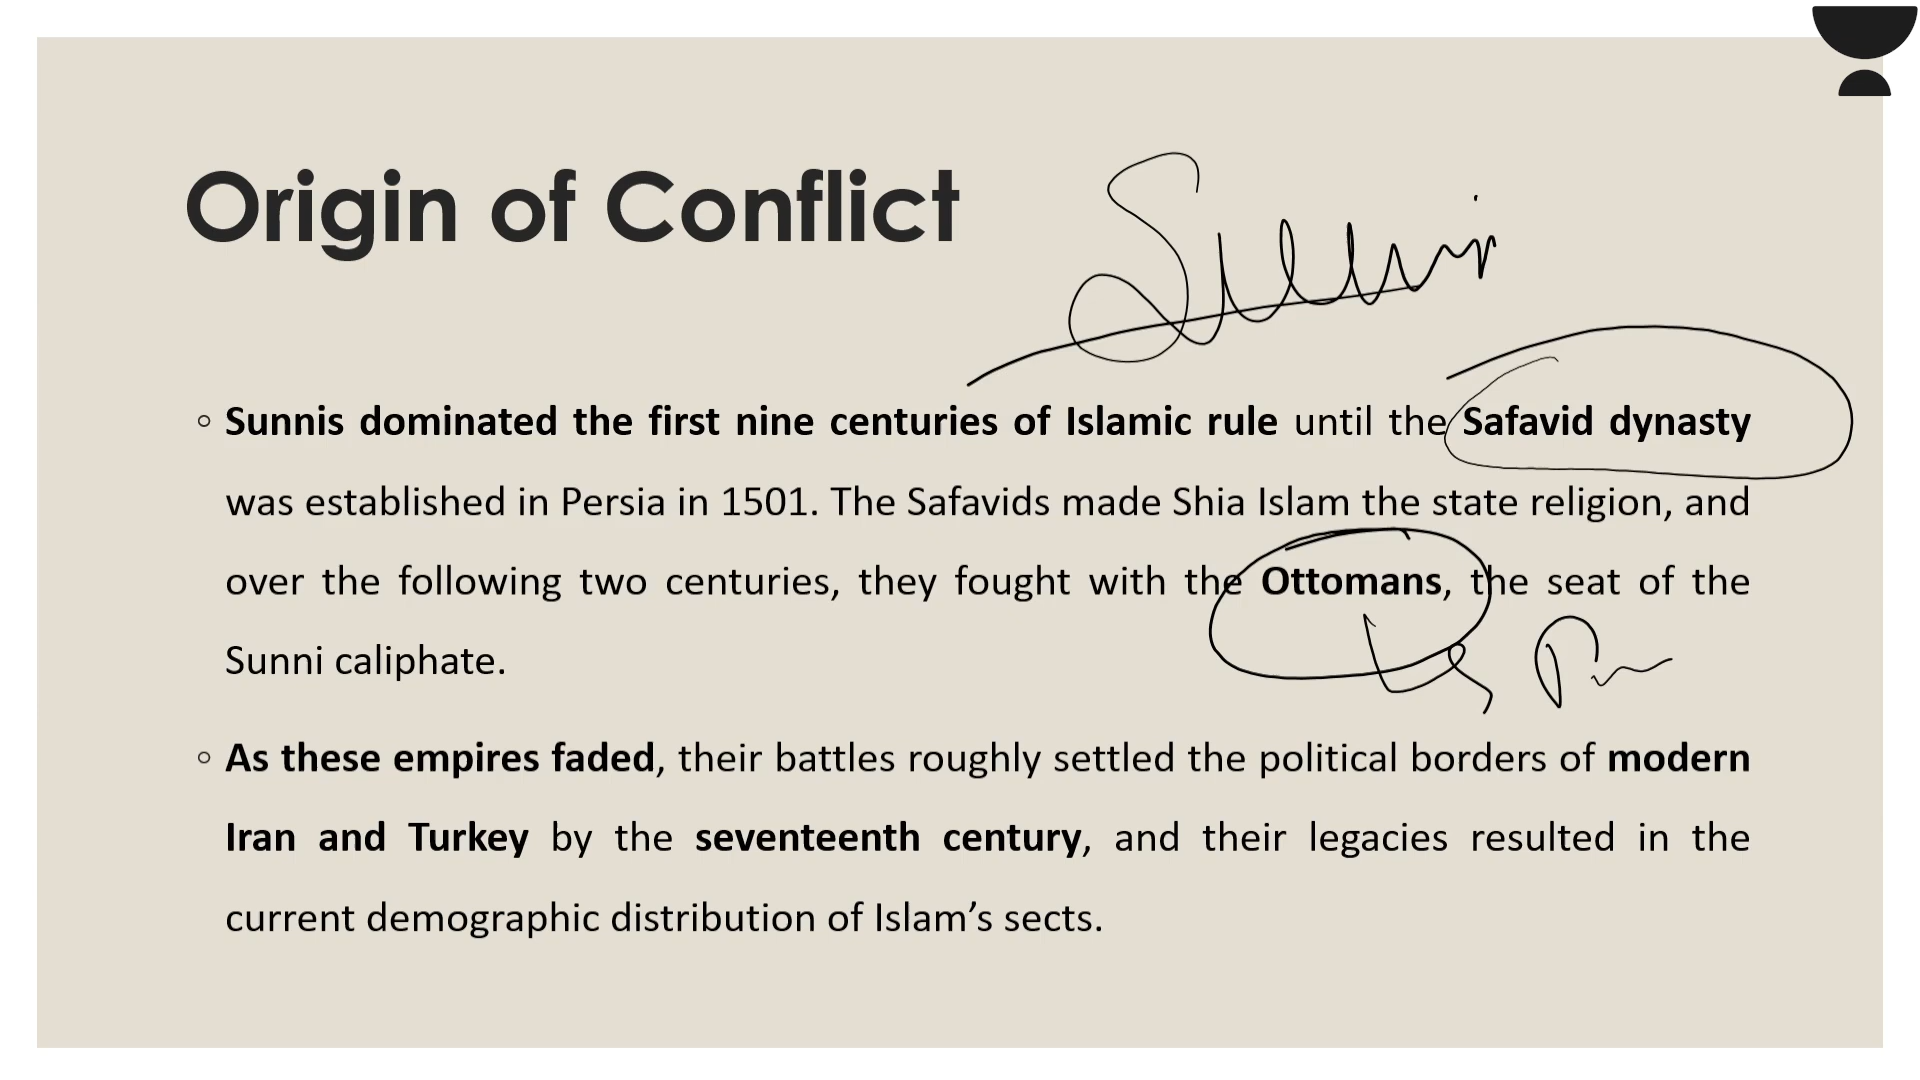 Origin of Conflict
Sunni
◦ Sunnis dominated the first nine centuries of Islamic rule until the Safavid dynasty
was established in Persia in 1501. The Safavids made Shia Islam the state religion, and
over the following two centuries, they fought with the Ottomans, the seat of the
Sunni caliphate.
◦ As these empires faded, their battles roughly settled the political borders of modern
Iran and Turkey by the seventeenth century, and their legacies resulted in the
current demographic distribution of Islam’s sects.